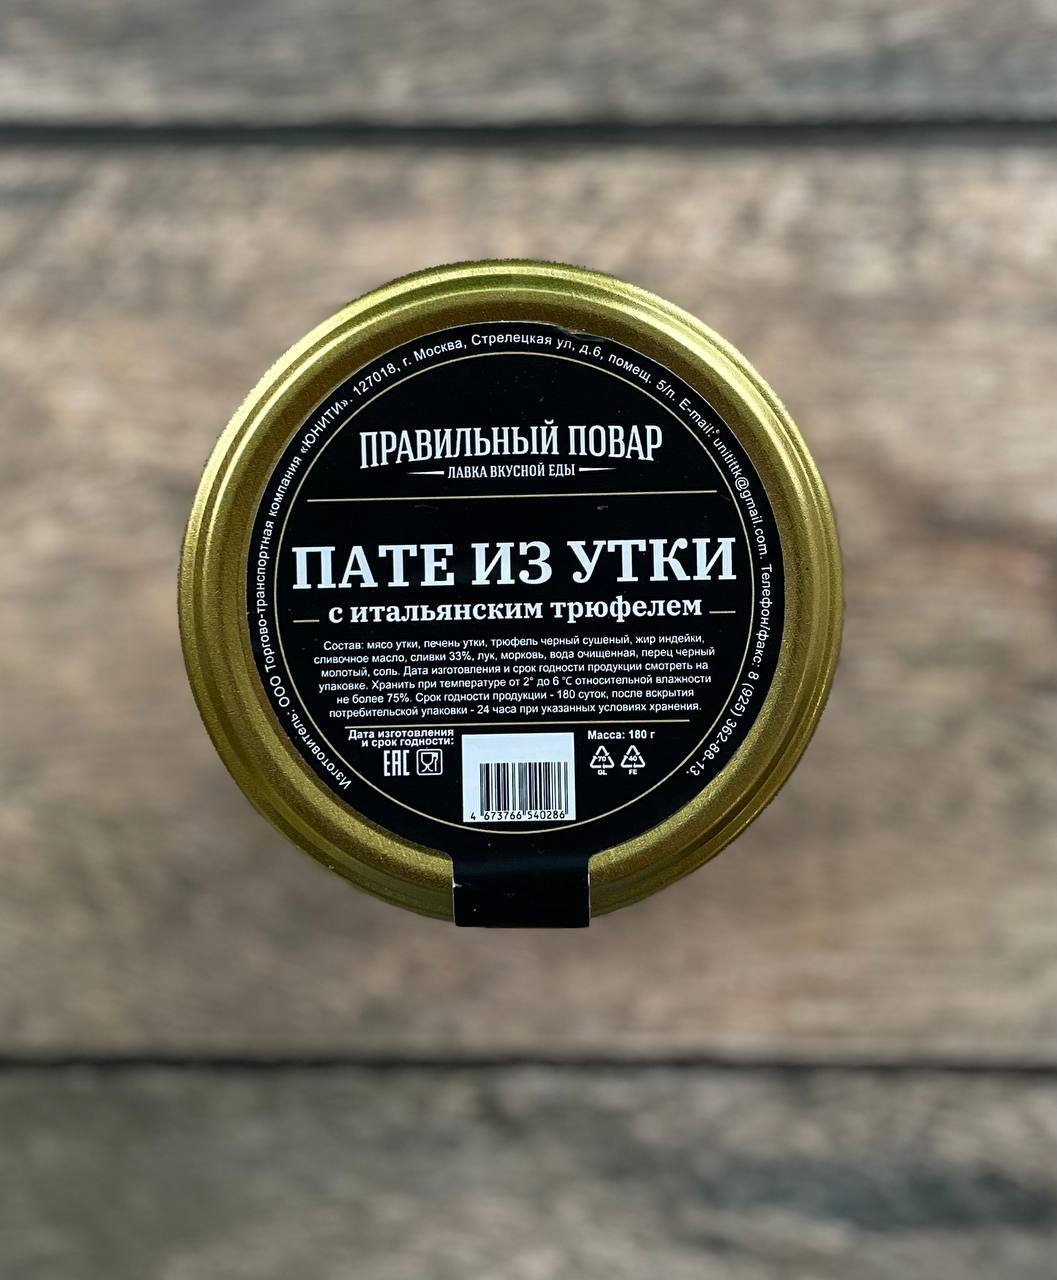 Изготовитель: ООО Торгово-транспортная компания «ЮНИТИ». 127018, г. Москва, Стрелецкая ул, д.6, помещ. 5/п. E-mail: unitittk@gmail.com. Телефон/факс: 8 (925) 362-88-13.
ПРАВИЛЬНЫЙ ПОВАР
ЛАВКА ВКУСНОЙ ЕДЫ
ПАТЕ ИЗ УТКИ
с итальянским трюфелем
Состав: мясо утки, печень утки, трюфель черный сушеный, жир индейки,
сливочное масло, сливки 33%, лук, морковь, вода очищенная, перец черный
молотый, соль. Дата изготовления и срок годности продукции смотреть на
упаковке. Хранить при температуре от 2° до 6 °С относительной влажности
не более 75%. Срок годности продукции - 180 суток, после вскрытия
потребительской упаковки - 24 часа при указанных условиях хранения.
Дата изготовления
и срок годности:
Масса: 180 г
ЕАС
70
GL
40
FE
4 673766 540286